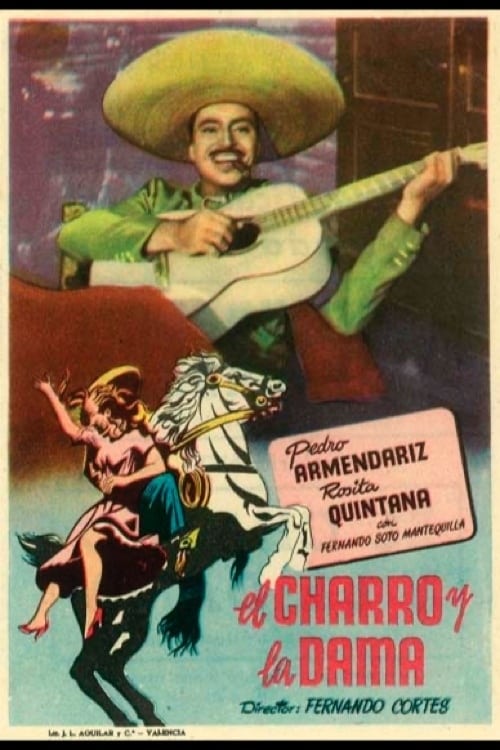 Pedro
ARMENDARIZ
Rosita
QUINTANA
con
FERNANDO SOTO MANTEQUILLA
el CHARRO y
la DAMA
Director: FERNANDO CORTES
Lit. J. L. AGUILAR y C.ª - VALENCIA